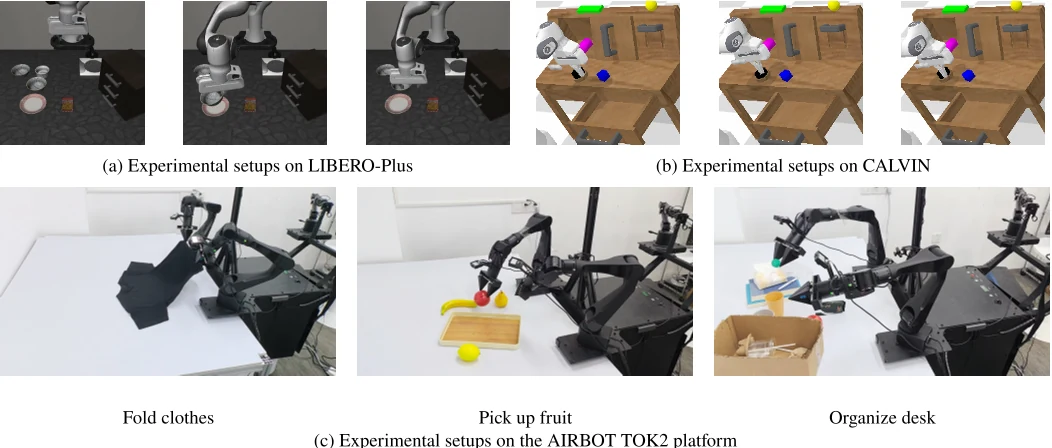 (a) Experimental setups on LIBERO-Plus
(b) Experimental setups on CALVIN
Fold clothes
Pick up fruit
Organize desk
(c) Experimental setups on the AIRBOT TOK2 platform